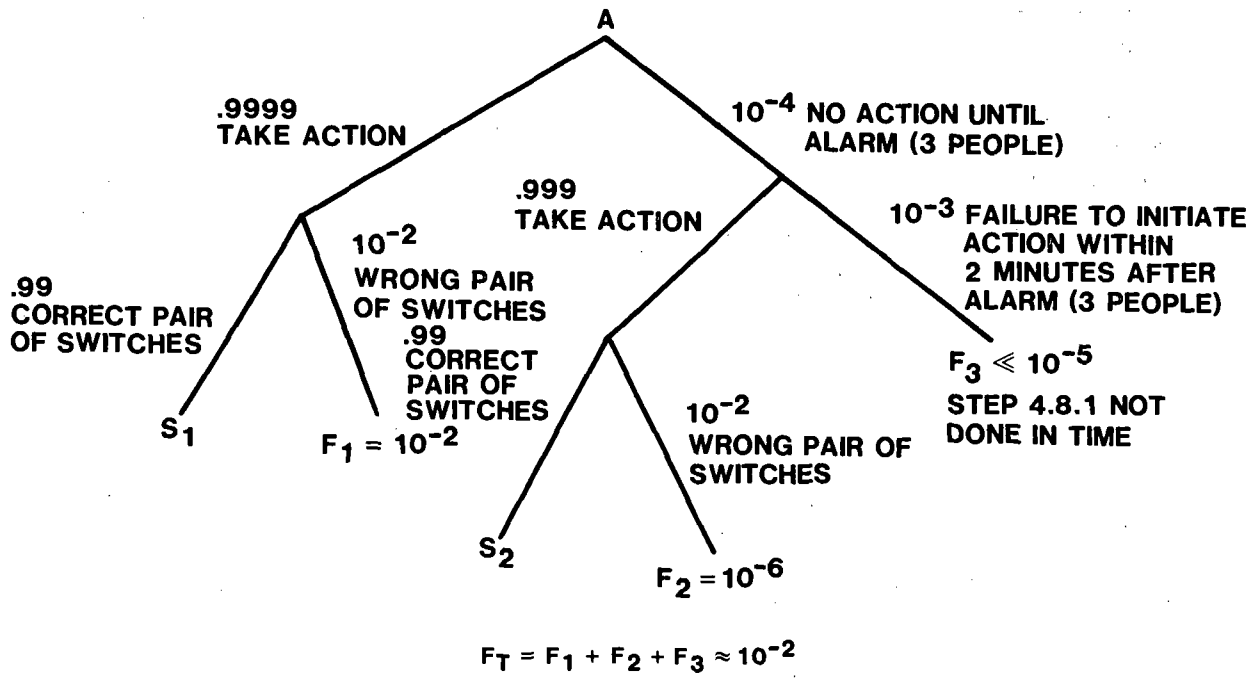 A
.9999
TAKE ACTION
10⁻⁴ NO ACTION UNTIL
ALARM (3 PEOPLE)
.999
TAKE ACTION
10⁻³ FAILURE TO INITIATE
ACTION WITHIN
2 MINUTES AFTER
ALARM (3 PEOPLE)
.99
CORRECT PAIR
OF SWITCHES
10⁻²
WRONG PAIR
OF SWITCHES
.99
CORRECT
PAIR OF
SWITCHES
S₁
F₁ = 10⁻²
10⁻²
WRONG PAIR OF
SWITCHES
F₃ ≪ 10⁻⁵
STEP 4.8.1 NOT
DONE IN TIME
S₂
F₂ = 10⁻⁶
F_T = F₁ + F₂ + F₃ ≈ 10⁻²